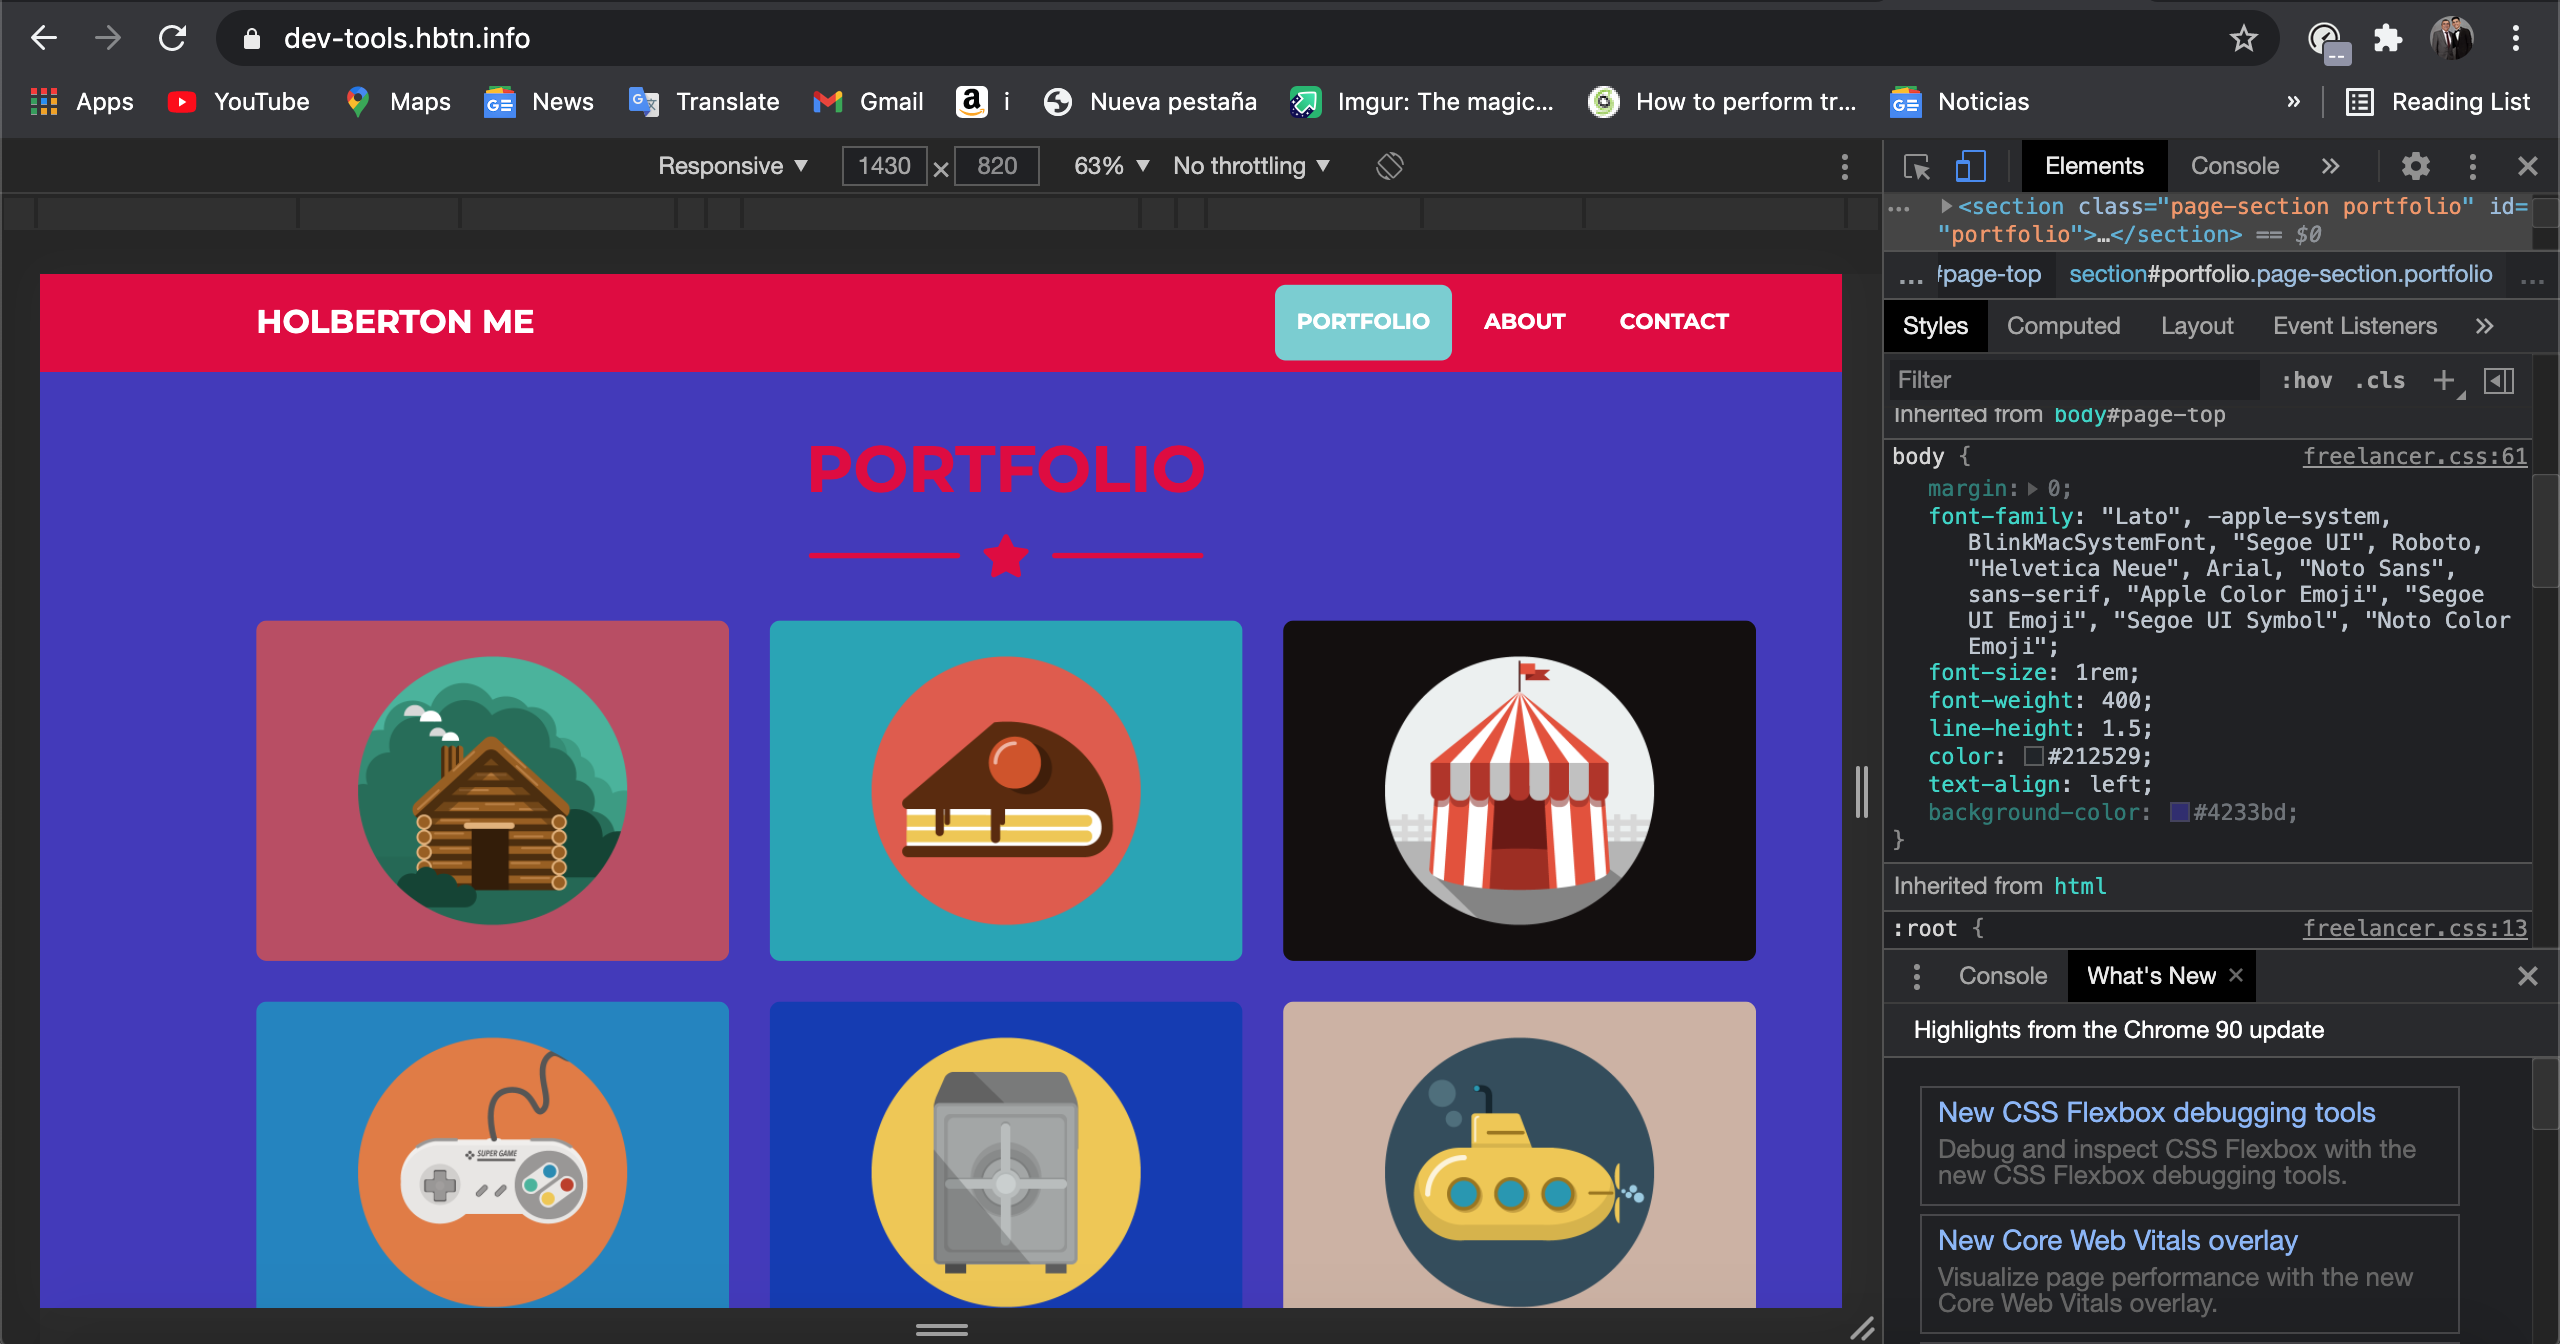 dev-tools.hbtn.info
Apps YouTube Maps News Translate Gmail i Nueva pestaña Imgur: The magic... How to perform tr... Noticias » Reading List
Responsive 1430 × 820 63% No throttling
Elements Console »
<section class="page-section portfolio" id=
"portfolio">…</section> == $0
... #page-top section#portfolio.page-section.portfolio ...
Styles Computed Layout Event Listeners »
Filter :hov .cls +
Inherited from body#page-top
body { freelancer.css:61
margin: 0;
font-family: "Lato", -apple-system,
BlinkMacSystemFont, "Segoe UI", Roboto,
"Helvetica Neue", Arial, "Noto Sans",
sans-serif, "Apple Color Emoji", "Segoe
UI Emoji", "Segoe UI Symbol", "Noto Color
Emoji";
font-size: 1rem;
font-weight: 400;
line-height: 1.5;
color: #212529;
text-align: left;
background-color: #4233bd;
}
Inherited from html
:root { freelancer.css:13
Console What's New
Highlights from the Chrome 90 update
New CSS Flexbox debugging tools
Debug and inspect CSS Flexbox with the
new CSS Flexbox debugging tools.
New Core Web Vitals overlay
Visualize page performance with the new
Core Web Vitals overlay.
HOLBERTON ME PORTFOLIO ABOUT CONTACT
PORTFOLIO
SUPER GAME